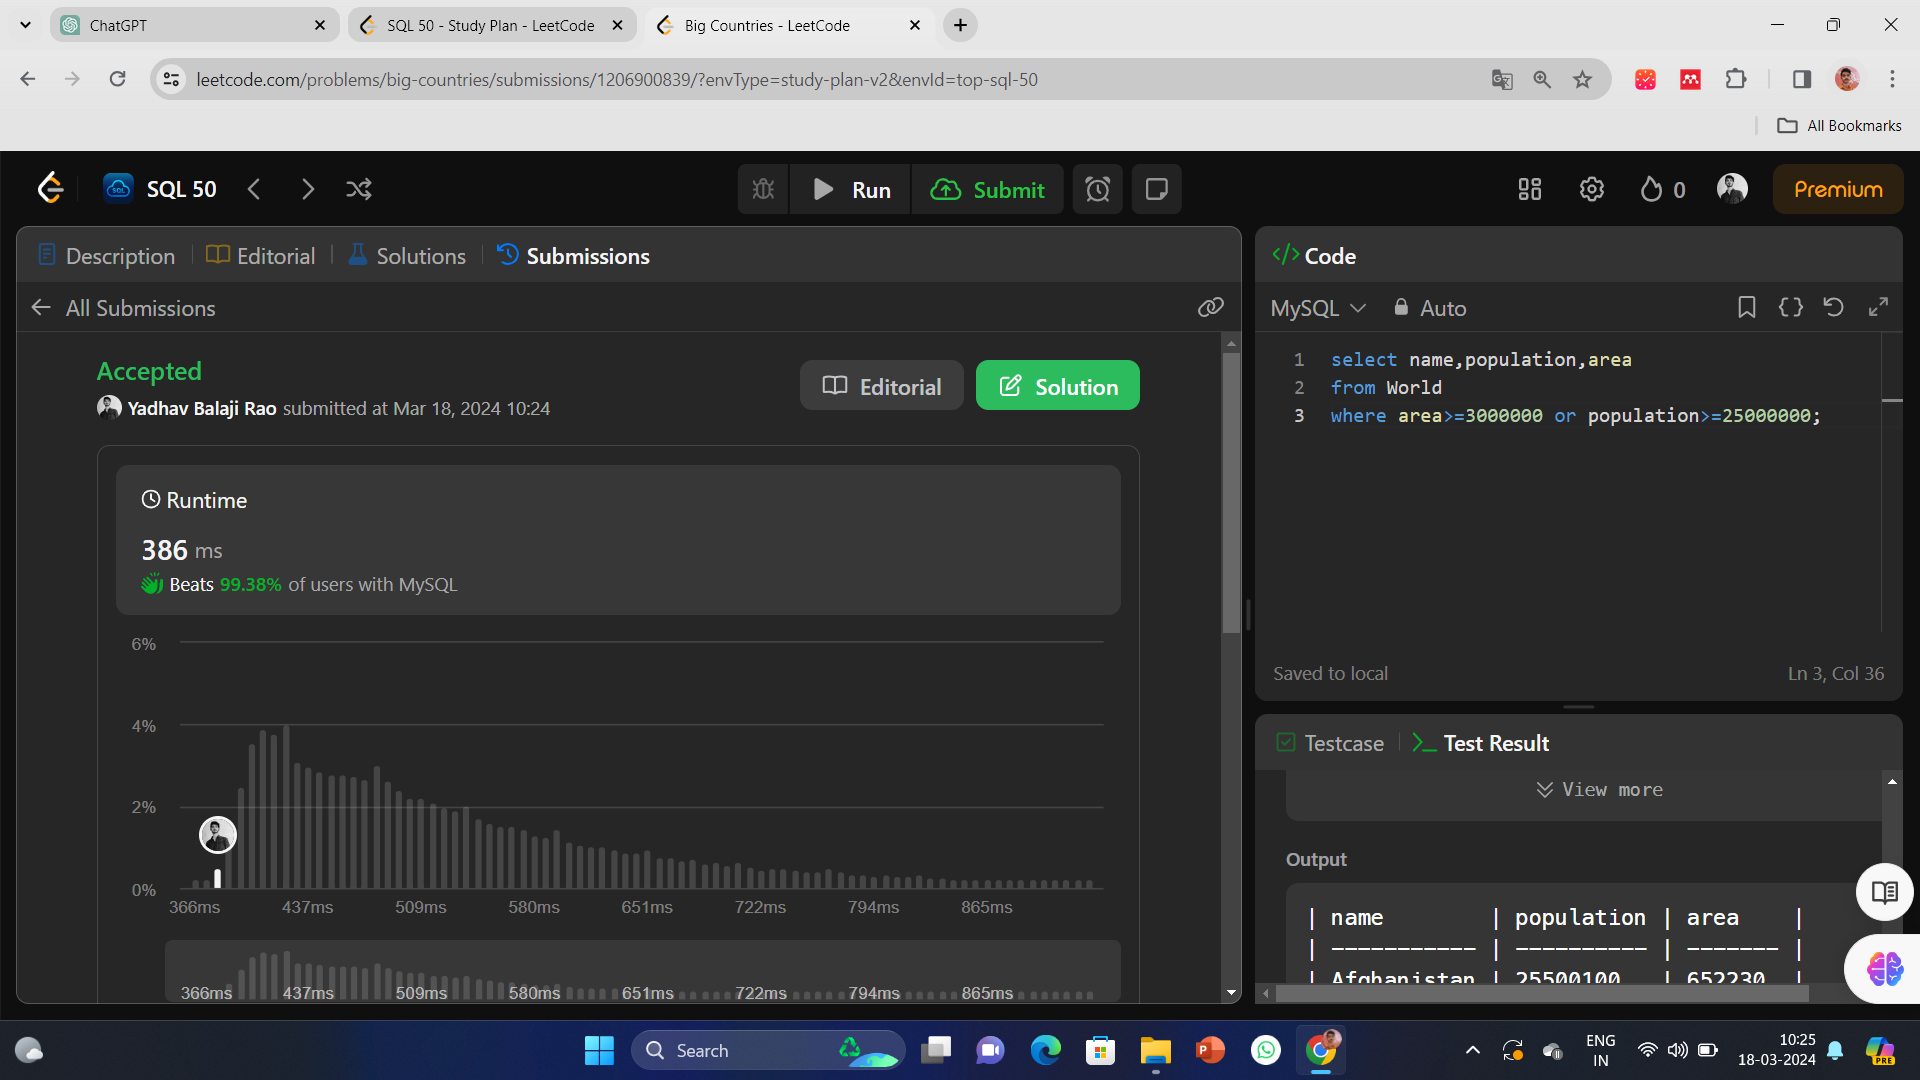 ChatGPT
SQL 50 - Study Plan - LeetCode
Big Countries - LeetCode
leetcode.com/problems/big-countries/submissions/1206900839/?envType=study-plan-v2&envId=top-sql-50
All Bookmarks
SQL 50
Run
Submit
0
Premium
Description
Editorial
Solutions
Submissions
All Submissions
Accepted
Yadhav Balaji Rao submitted at Mar 18, 2024 10:24
Editorial
Solution
Runtime
386 ms
Beats 99.38% of users with MySQL
6%
4%
2%
0%
366ms 437ms 509ms 580ms 651ms 722ms 794ms 865ms
366ms 437ms 509ms 580ms 651ms 722ms 794ms 865ms
Code
MySQL
Auto
1 select name,population,area
2 from World
3 where area>=3000000 or population>=25000000;
Saved to local
Ln 3, Col 36
Testcase
Test Result
View more
Output
| name | population | area |
| ----------- | ---------- | ------- |
| Afghanistan | 25500100 | 652230 |
Search
ENG
IN
10:25
18-03-2024
PRE